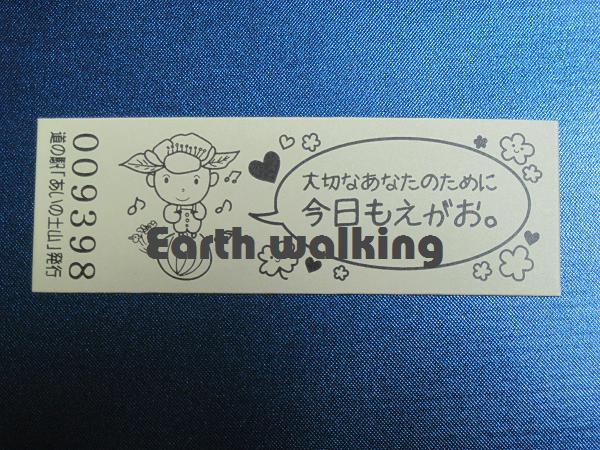 大切なあなたのために
今日もえがお。
Earth walking
009398
道の駅「あいの土山」発行